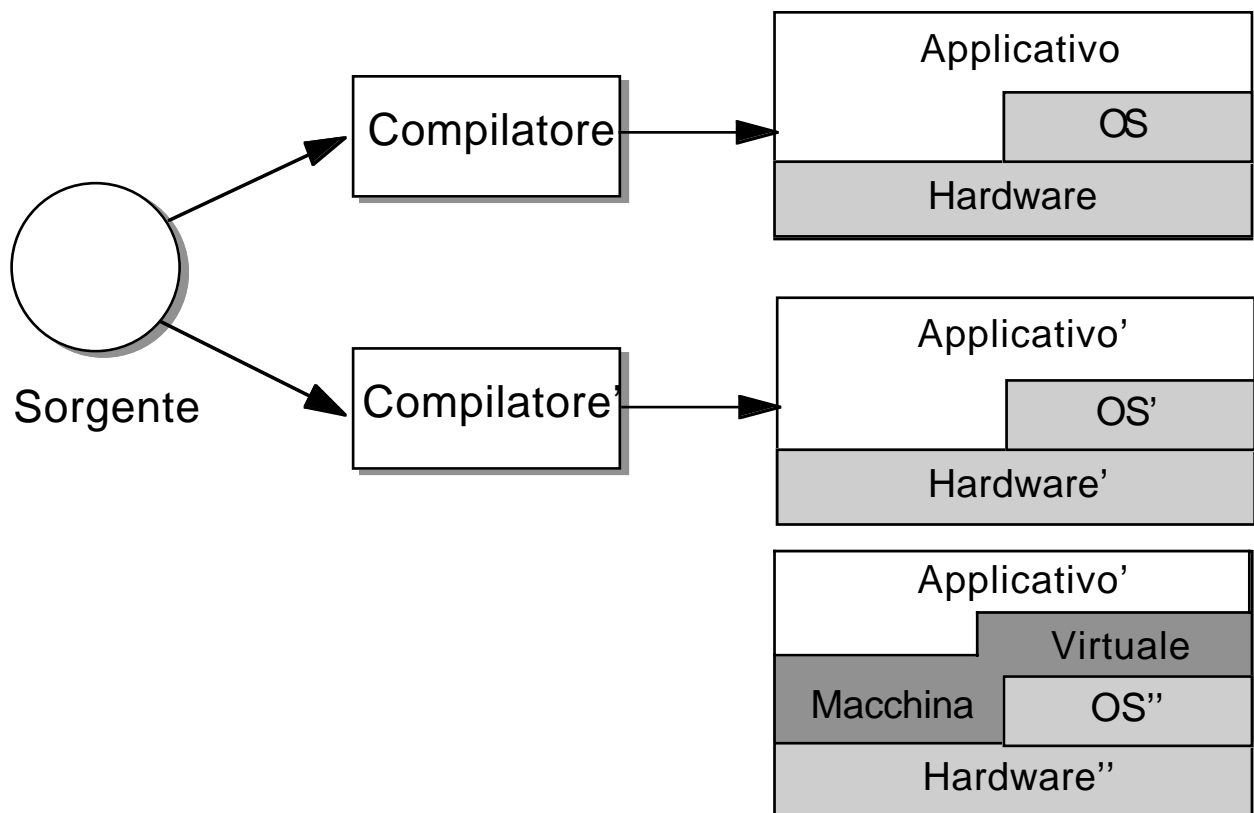 Applicativo
Compilatore
OS
Hardware
Sorgente
Compilatore’
Applicativo’
OS’
Hardware’
Applicativo’
Virtuale
Macchina
OS’’
Hardware’’